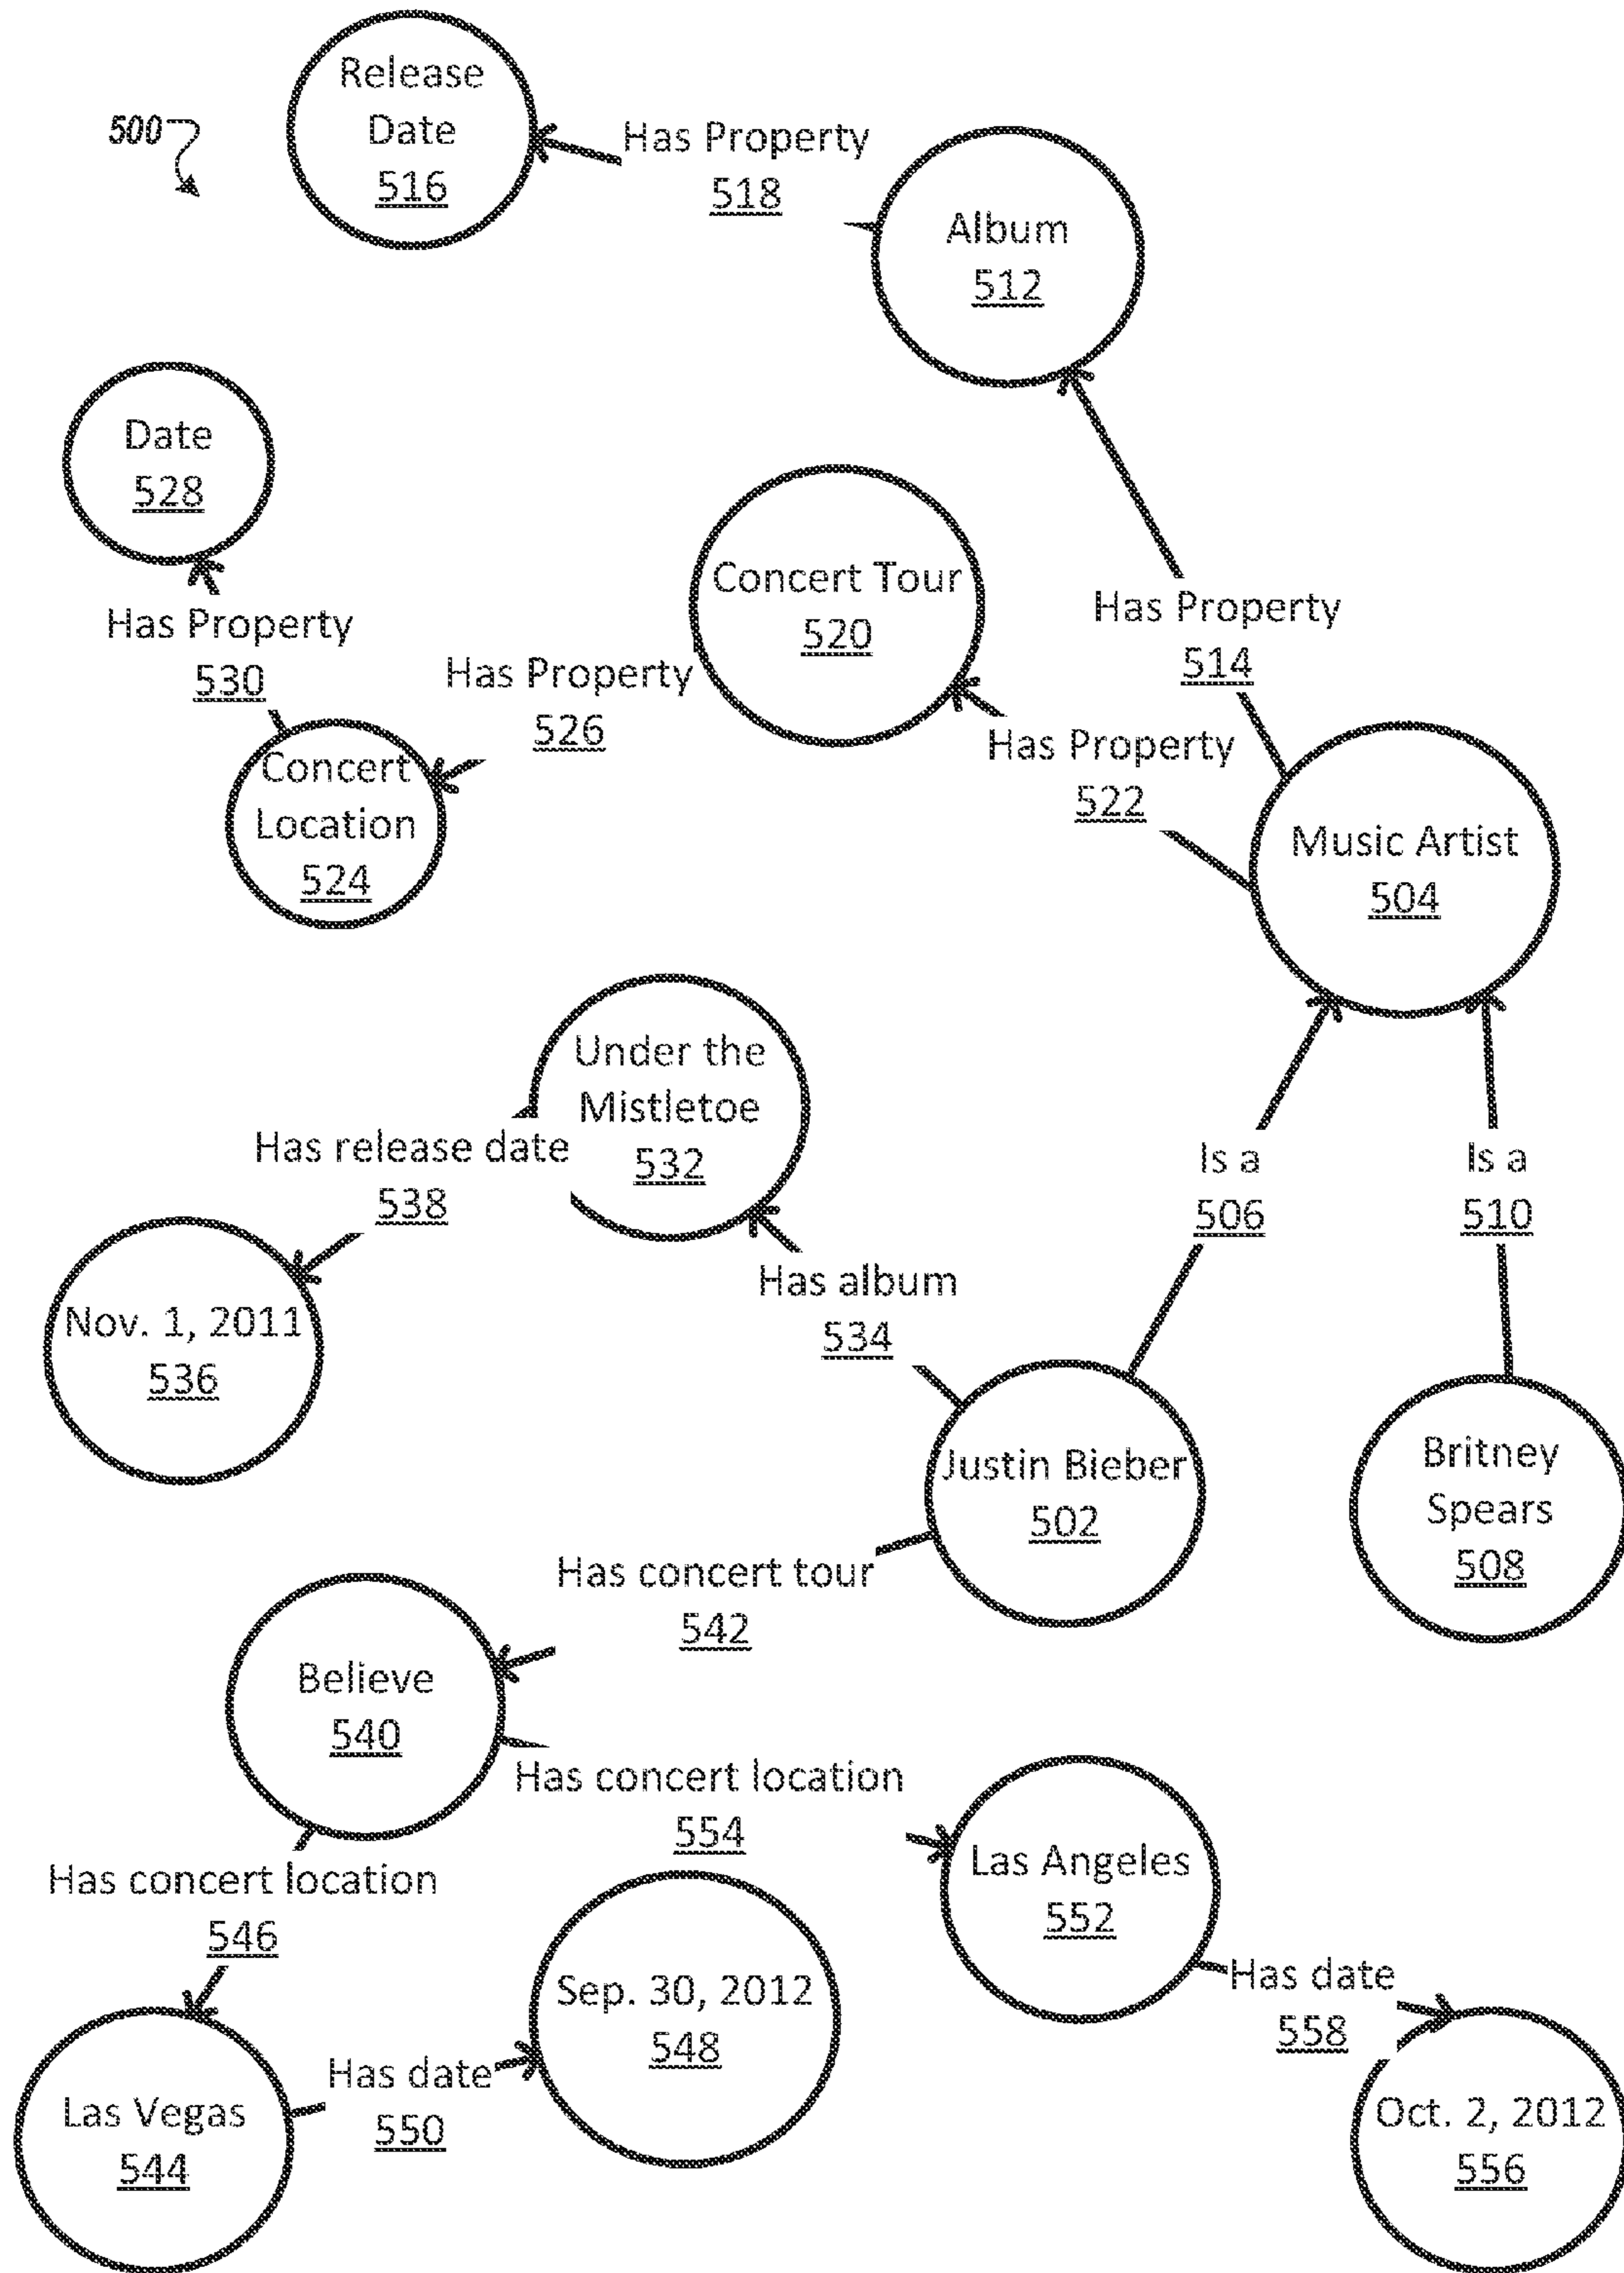 500
Release
Date
516
Has Property
518
Album
512
Date
528
Has Property
530
Concert Tour
520
Has Property
526
Has Property
514
Has Property
522
Concert
Location
524
Music Artist
504
Under the
Mistletoe
532
Has release date
538
Is a
506
Is a
510
Nov. 1, 2011
536
Has album
534
Justin Bieber
502
Britney
Spears
508
Has concert tour
542
Believe
540
Has concert location
554
Las Angeles
552
Has concert location
546
Sep. 30, 2012
548
Has date
558
Has date
550
Las Vegas
544
Oct. 2, 2012
556